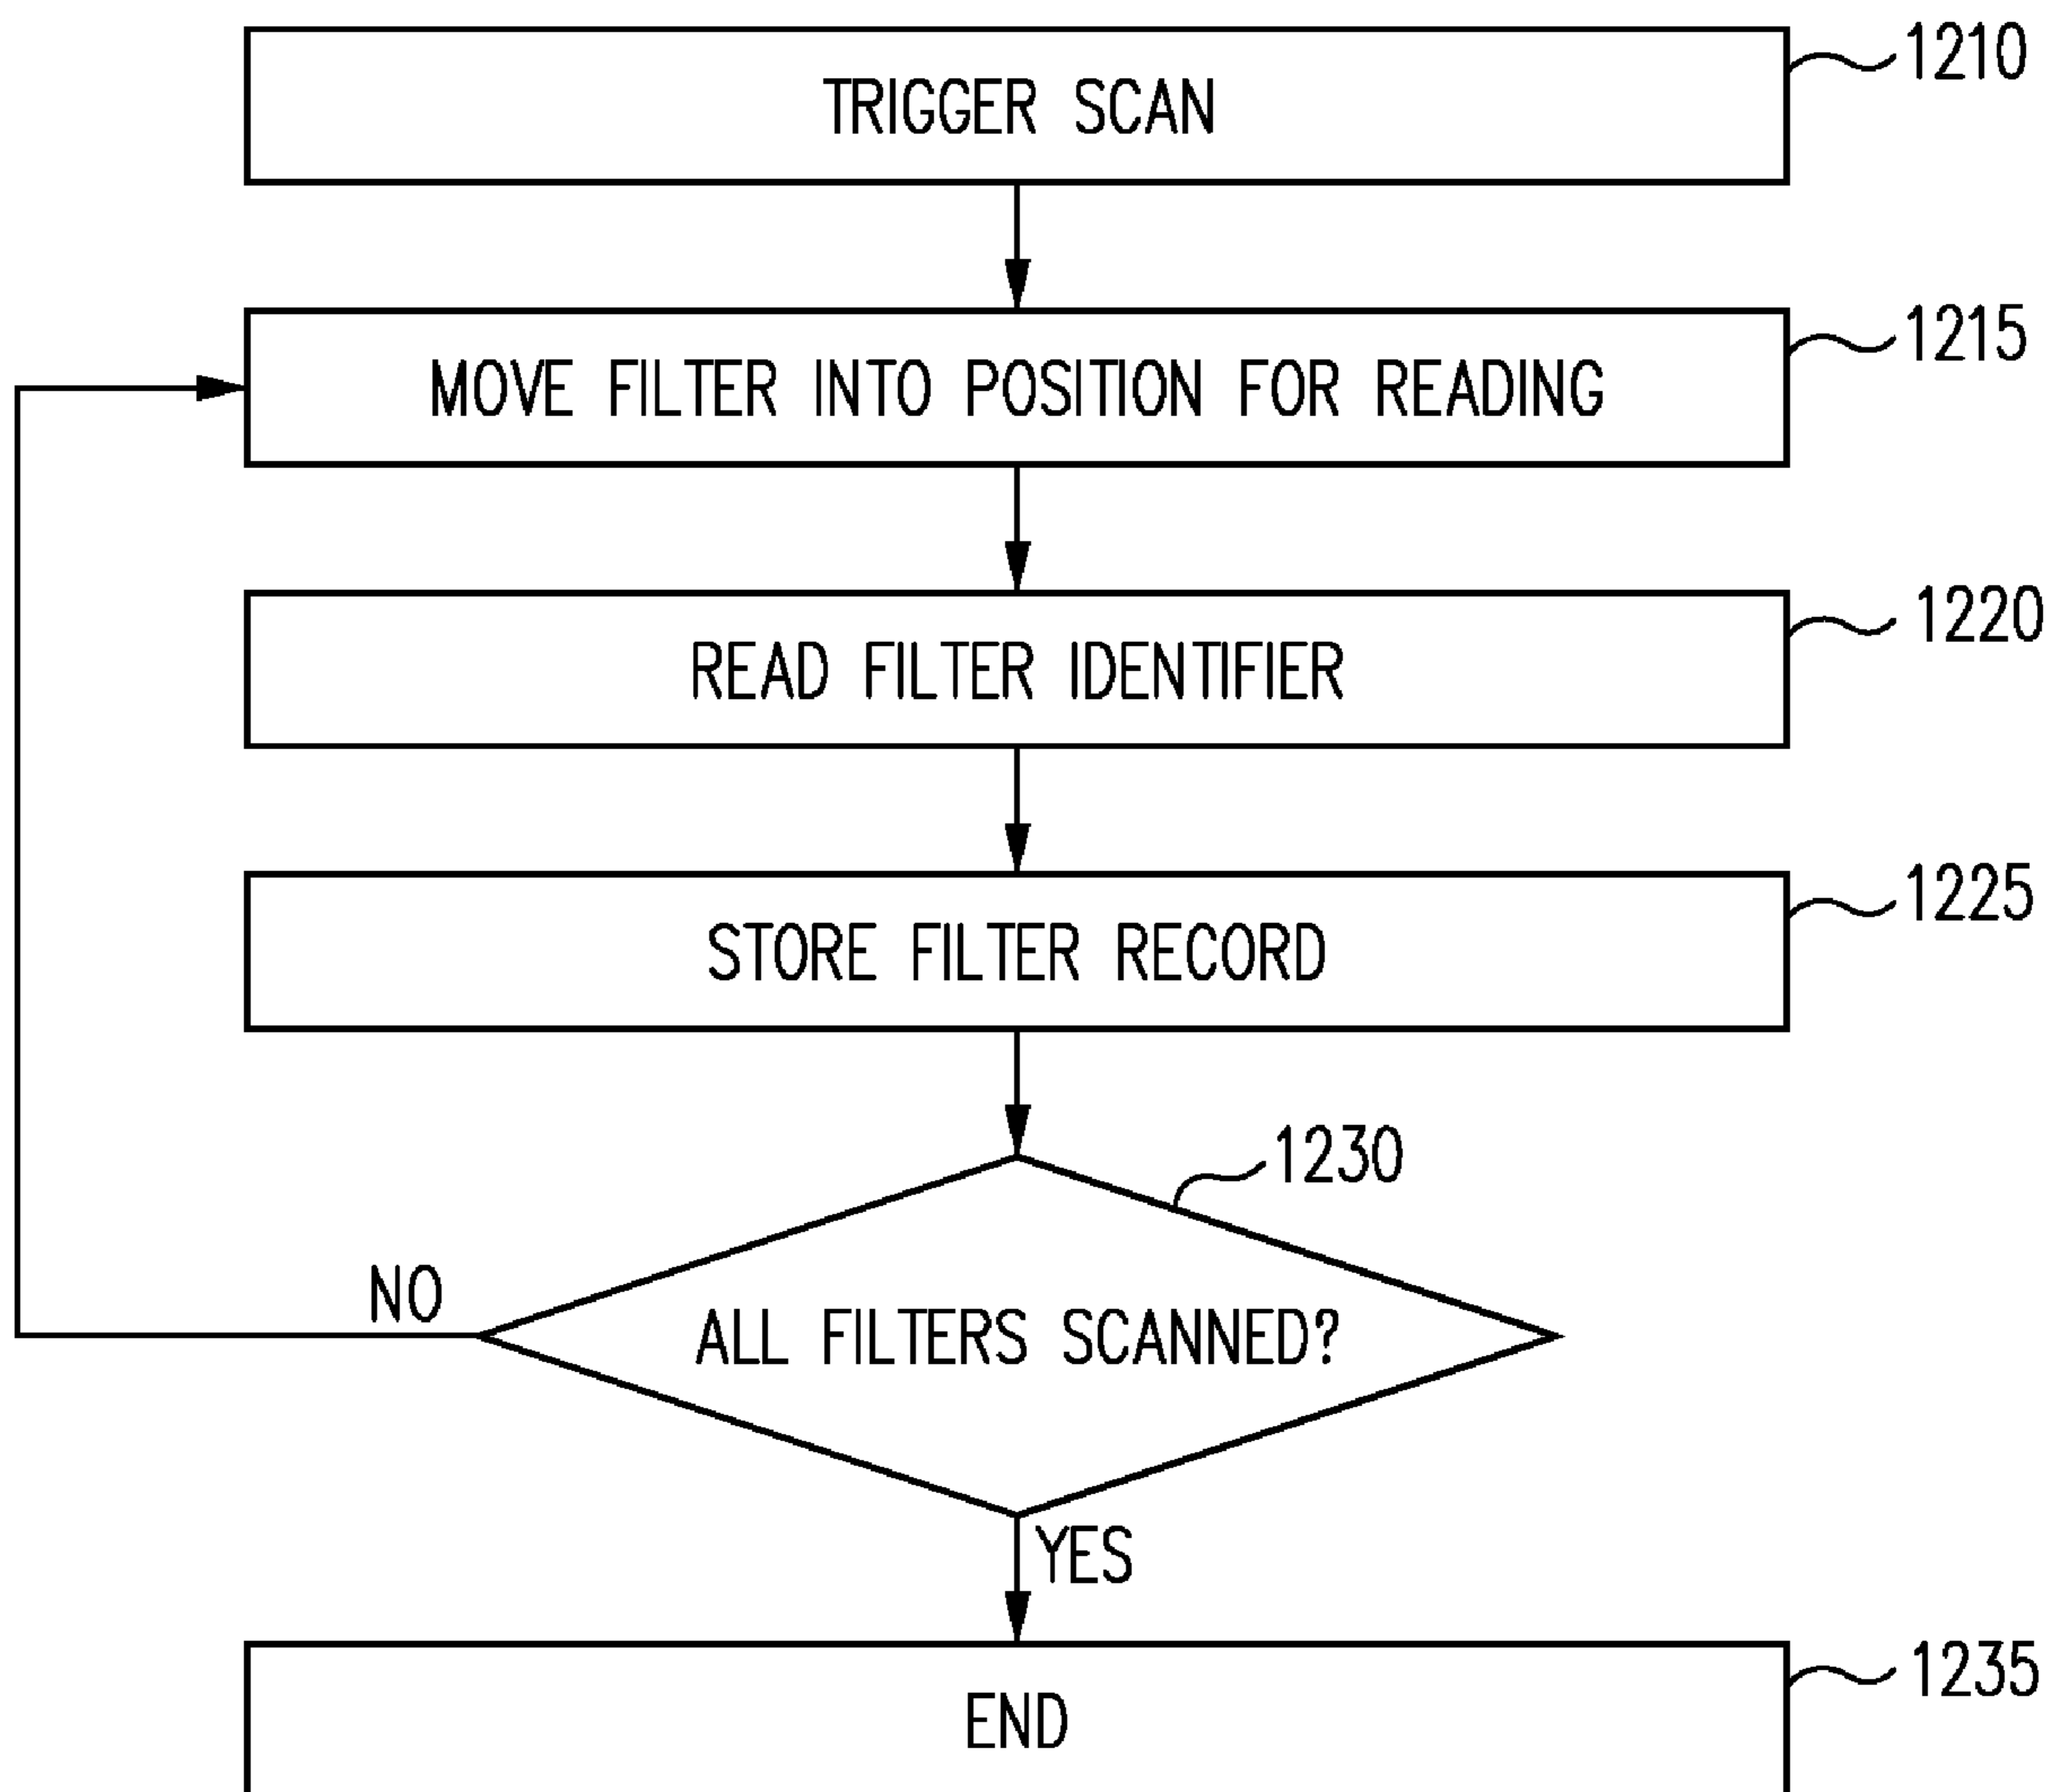 TRIGGER SCAN
1210
MOVE FILTER INTO POSITION FOR READING
1215
READ FILTER IDENTIFIER
1220
STORE FILTER RECORD
1225
1230
NO
ALL FILTERS SCANNED?
YES
END
1235